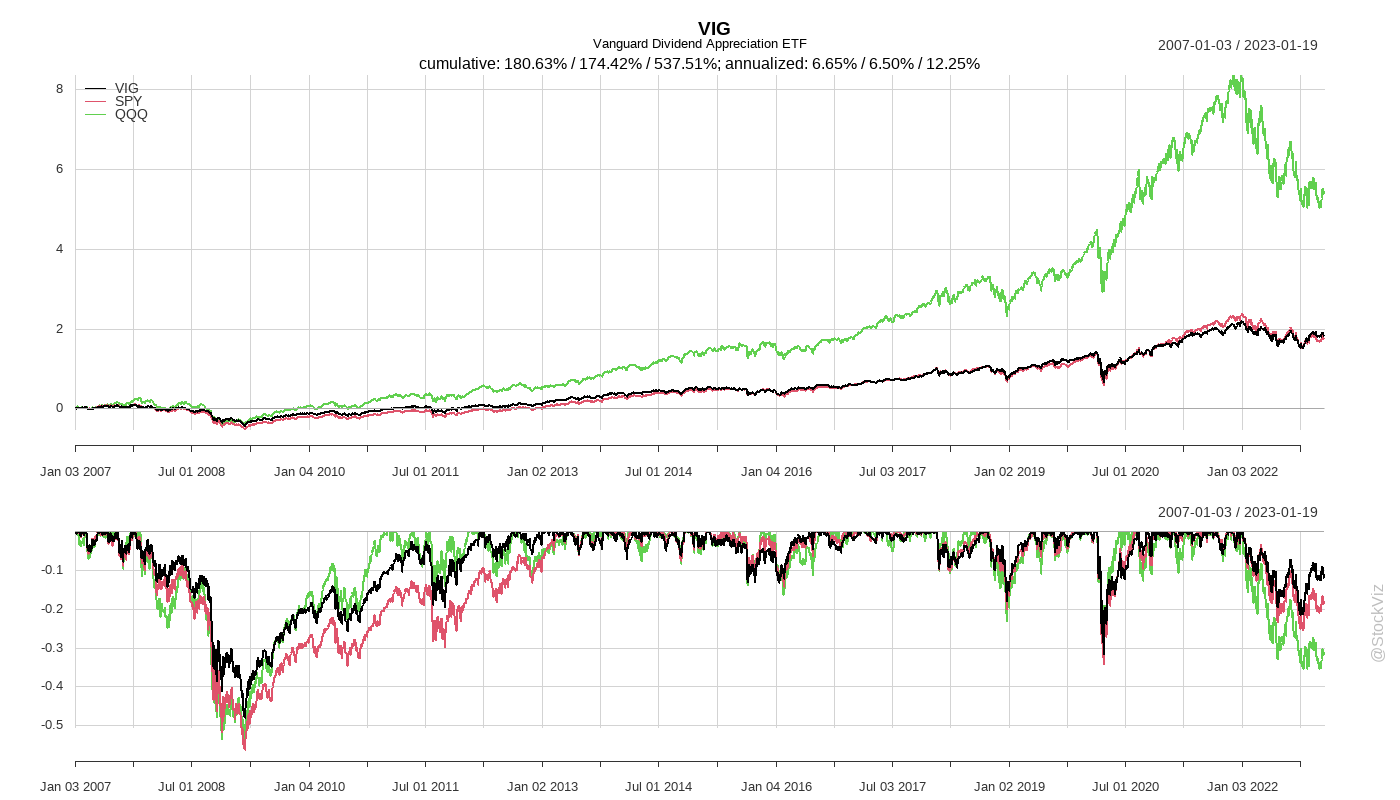 VIG
Vanguard Dividend Appreciation ETF
2007-01-03 / 2023-01-19
cumulative: 180.63% / 174.42% / 537.51%; annualized: 6.65% / 6.50% / 12.25%
VIG
SPY
QQQ
8
6
4
2
0
Jan 03 2007 Jul 01 2008 Jan 04 2010 Jul 01 2011 Jan 02 2013 Jul 01 2014 Jan 04 2016 Jul 03 2017 Jan 02 2019 Jul 01 2020 Jan 03 2022
2007-01-03 / 2023-01-19
-0.1
-0.2
-0.3
-0.4
-0.5
Jan 03 2007 Jul 01 2008 Jan 04 2010 Jul 01 2011 Jan 02 2013 Jul 01 2014 Jan 04 2016 Jul 03 2017 Jan 02 2019 Jul 01 2020 Jan 03 2022
@StockViz